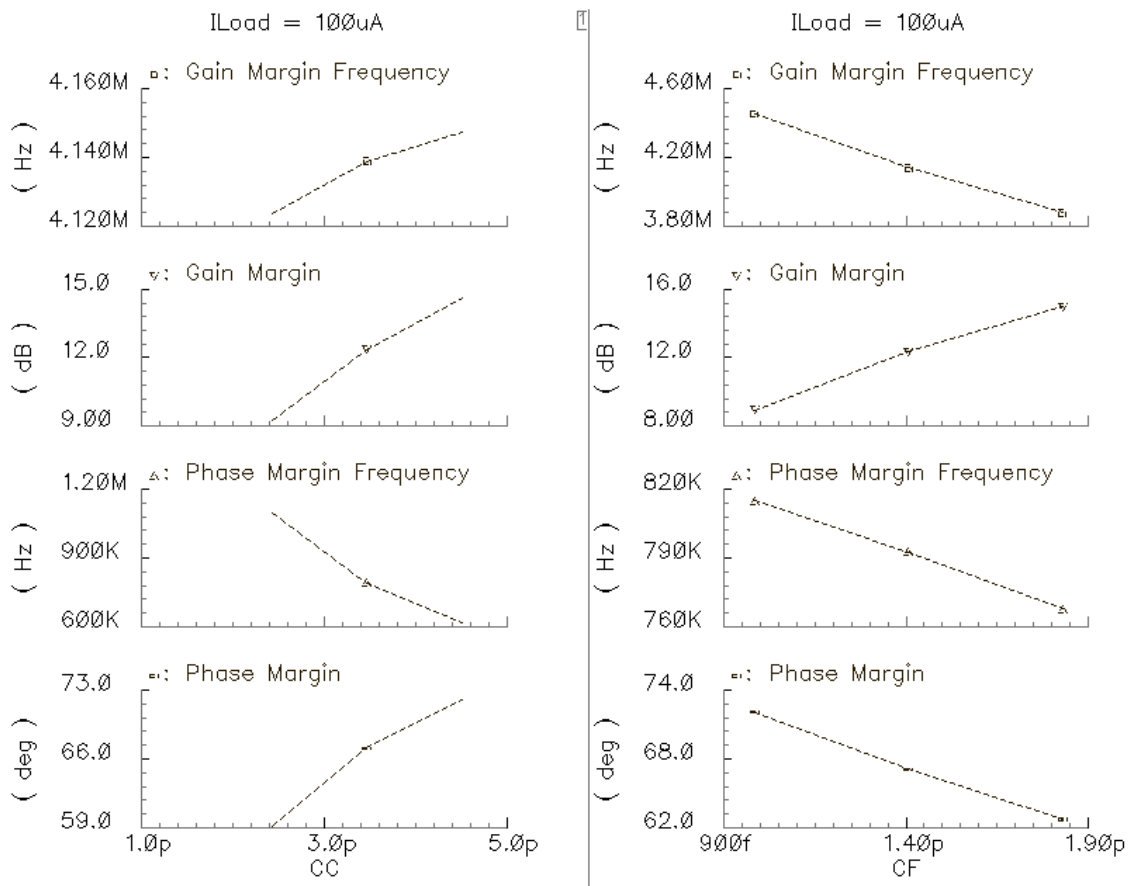 ILoad = 100uA
▫: Gain Margin Frequency
4.160M
4.140M
4.120M
( Hz )
▿: Gain Margin
15.0
12.0
9.00
( dB )
▵: Phase Margin Frequency
1.20M
900K
600K
( Hz )
▫: Phase Margin
73.0
66.0
59.0
( deg )
1.0p 3.0p 5.0p
CC
1
ILoad = 100uA
▫: Gain Margin Frequency
4.60M
4.20M
3.80M
( Hz )
▿: Gain Margin
16.0
12.0
8.00
( dB )
▵: Phase Margin Frequency
820K
790K
760K
( Hz )
▫: Phase Margin
74.0
68.0
62.0
( deg )
900f 1.40p 1.90p
CF